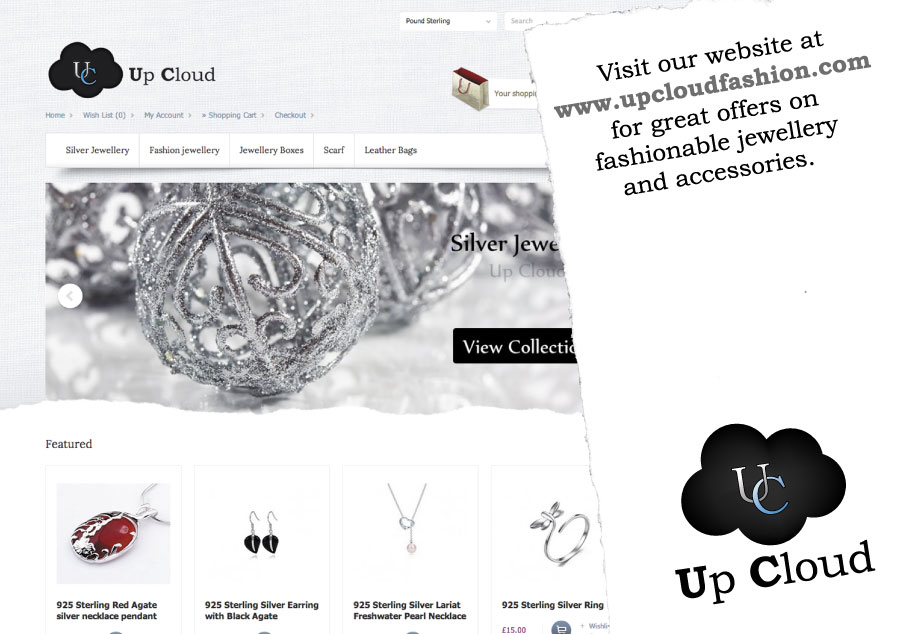 Pound Sterling
Search
UC
Up Cloud
Your shoppi
Home Wish List (0) My Account » Shopping Cart Checkout
Silver Jewellery Fashion jewellery Jewellery Boxes Scarf Leather Bags
Silver Jewe
Up Cloud
View Collectio
Featured
925 Sterling Red Agate
silver necklace pendant
925 Sterling Silver Earring
with Black Agate
925 Sterling Silver Lariat
Freshwater Pearl Necklace
925 Sterling Silver Ring
£15.00
+ Wishli
Visit our website at
www.upcloudfashion.com
for great offers on
fashionable jewellery
and accessories.
UC
Up Cloud